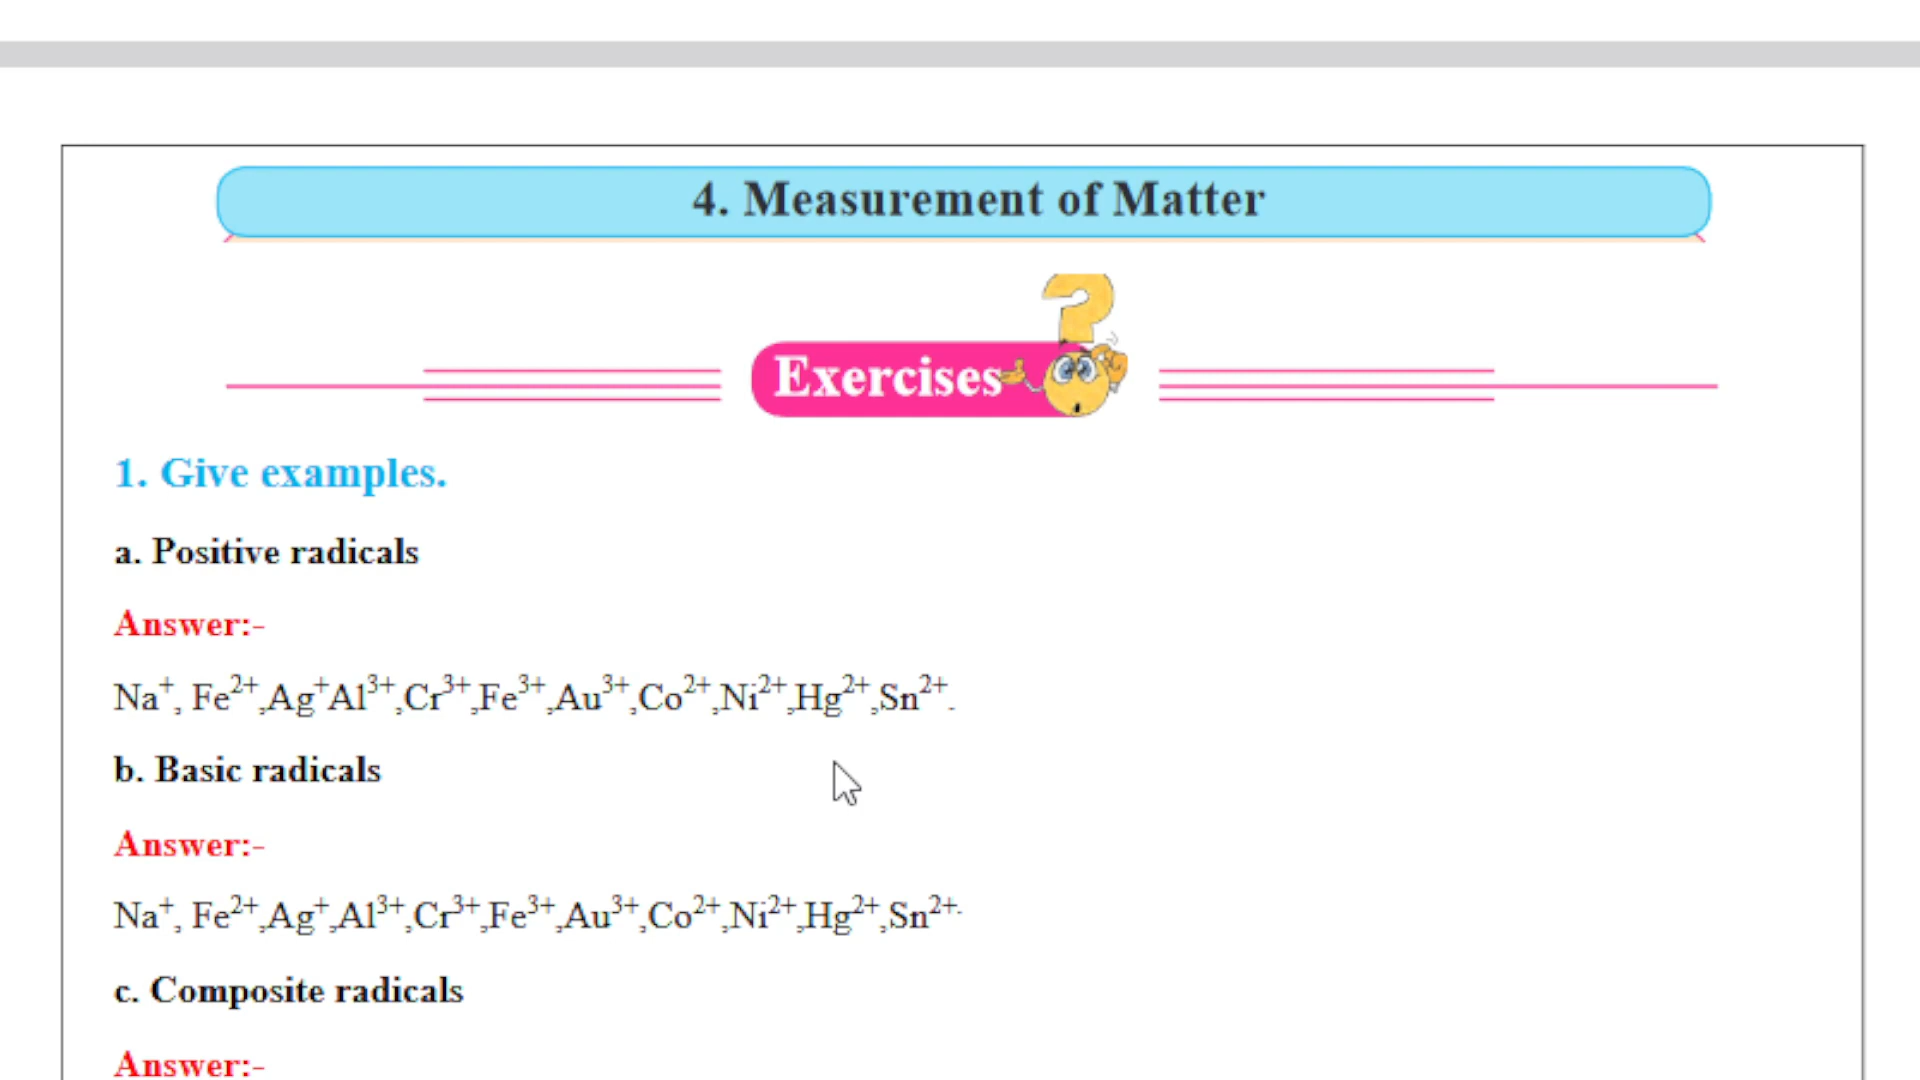 4. Measurement of Matter
Exercises
1. Give examples.
a. Positive radicals
Answer:-
Na⁺, Fe²⁺,Ag⁺Al³⁺,Cr³⁺,Fe³⁺,Au³⁺,Co²⁺,Ni²⁺,Hg²⁺,Sn²⁺.
b. Basic radicals
Answer:-
Na⁺, Fe²⁺,Ag⁺,Al³⁺,Cr³⁺,Fe³⁺,Au³⁺,Co²⁺,Ni²⁺,Hg²⁺,Sn²⁺.
c. Composite radicals
Answer:-